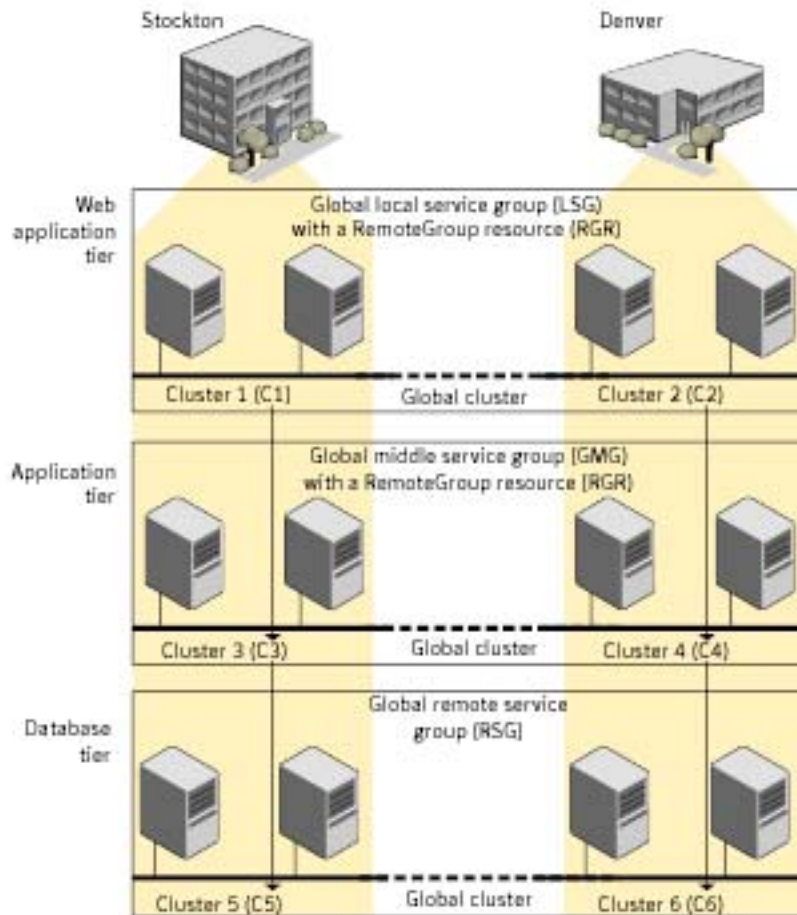 Stockton
Denver
Web
application
tier
Global local service group (LSG)
with a RemoteGroup resource (RGR)
Cluster 1 (C1)
Global cluster
Cluster 2 (C2)
Application
tier
Global middle service group (GMG)
with a RemoteGroup resource (RGR)
Cluster 3 (C3)
Global cluster
Cluster 4 (C4)
Database
tier
Global remote service
group (RSG)
Cluster 5 (C5)
Global cluster
Cluster 6 (C6)